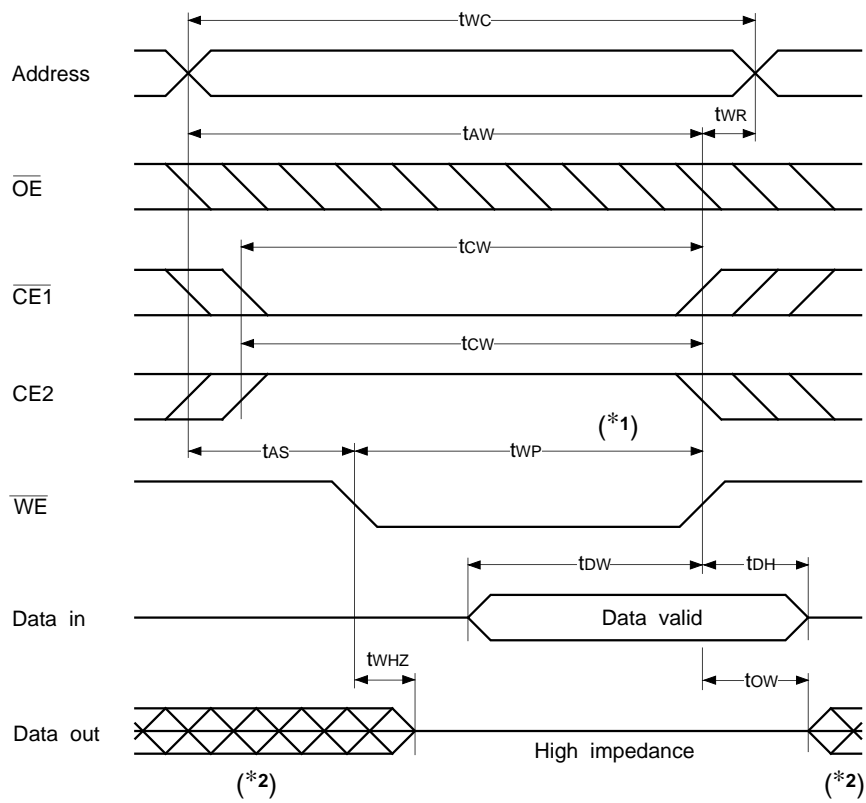 tWC
Address
tWR
tAW
OE
tCW
CE1
tCW
CE2
(*1)
tAS
tWP
WE
tDW
tDH
Data in
Data valid
tWHZ
tOW
Data out
High impedance
(*2)
(*2)